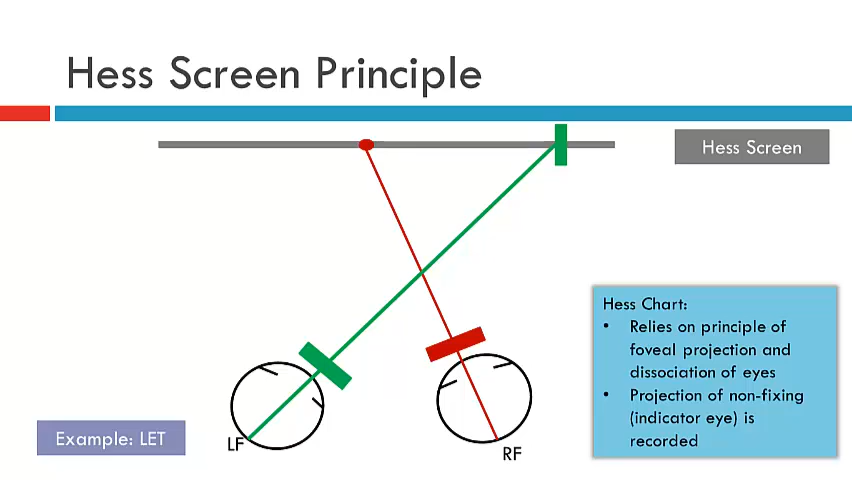 Hess Screen Principle
Hess Screen
Hess Chart:
• Relies on principle of
foveal projection and
dissociation of eyes
• Projection of non-fixing
(indicator eye) is
recorded
Example: LET
LF
RF